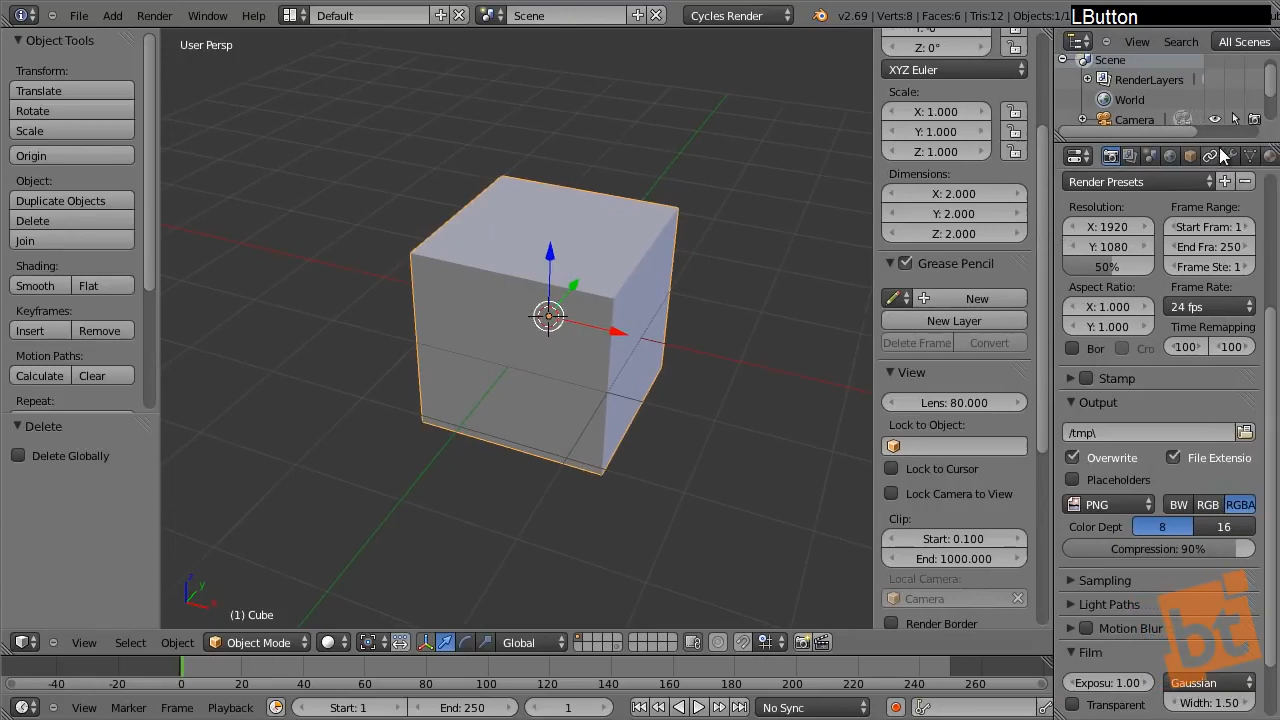 File Add Render Window Help Default Scene Cycles Render v2.69 | Verts:8 | Faces:6 | Tris:12 | Objects:1/1
LButton
Object Tools
Transform:
Translate
Rotate
Scale
Origin
Object:
Duplicate Objects
Delete
Join
Shading:
Smooth Flat
Keyframes:
Insert Remove
Motion Paths:
Calculate Clear
Repeat:
Delete
Delete Globally
User Persp
(1) Cube
Z: 0°
XYZ Euler
Scale:
X: 1.000
Y: 1.000
Z: 1.000
Dimensions:
X: 2.000
Y: 2.000
Z: 2.000
Grease Pencil
New
New Layer
Delete Frame Convert
View
Lens: 80.000
Lock to Object:
Lock to Cursor
Lock Camera to View
Clip:
Start: 0.100
End: 1000.000
Local Camera:
Camera
Render Border
View Search All Scenes
Scene
RenderLayers
World
Camera
Render Presets
Resolution: Frame Range:
X: 1920 Start Fram: 1
Y: 1080 End Fra: 250
50% Frame Ste: 1
Aspect Ratio: Frame Rate:
X: 1.000 24 fps
Y: 1.000 Time Remapping
Bor Cro 100 100
Stamp
Output
/tmp\
Overwrite File Extensio
Placeholders
PNG BW RGB RGBA
Color Dept 8 16
Compression: 90%
Sampling
Light Paths
Motion Blur
Film
Exposu: 1.00 Gaussian
Transparent Width: 1.50
bt
View Select Object Object Mode Global
-40 -20 0 20 40 60 80 100 120 140 160 180 200 220 240 260
View Marker Frame Playback Start: 1 End: 250 1 No Sync